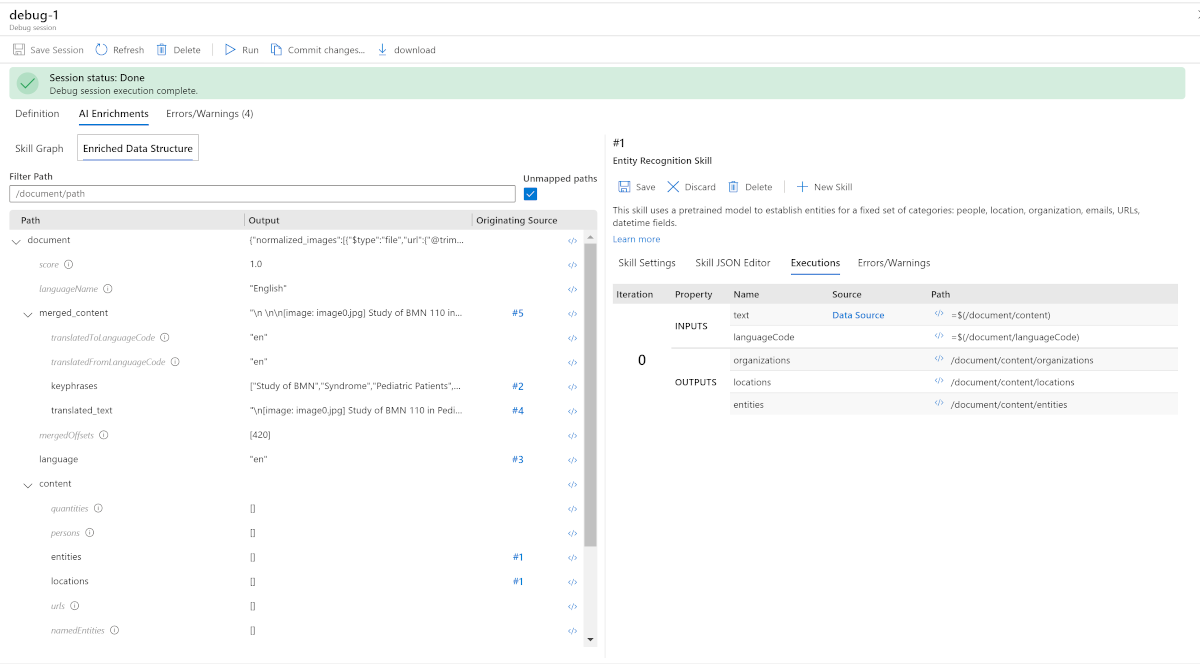 debug-1
Debug session
Save Session Refresh Delete Run Commit changes... download
Session status: Done
Debug session execution complete.
Definition AI Enrichments Errors/Warnings (4)
Skill Graph Enriched Data Structure
Filter Path Unmapped paths
/document/path
Path Output Originating Source
document {"normalized_images":[{"$type":"file","url":{"@trim...
score 1.0
languageName "English"
merged_content "\n \n\n[image: image0.jpg] Study of BMN 110 in... #5
translatedToLanguageCode "en"
translatedFromLanguageCode "en"
keyphrases ["Study of BMN","Syndrome","Pediatric Patients",... #2
translated_text "\n[image: image0.jpg] Study of BMN 110 in Pedi... #4
mergedOffsets [420]
language "en" #3
content
quantities []
persons []
entities [] #1
locations [] #1
urls []
namedEntities []
#1
Entity Recognition Skill
Save Discard Delete New Skill
This skill uses a pretrained model to establish entities for a fixed set of categories: people, location, organization, emails, URLs,
datetime fields.
Learn more
Skill Settings Skill JSON Editor Executions Errors/Warnings
Iteration Property Name Source Path
0
INPUTS
text Data Source </> =$(/document/content)
languageCode </> =$(/document/languageCode)
OUTPUTS
organizations </> /document/content/organizations
locations </> /document/content/locations
entities </> /document/content/entities